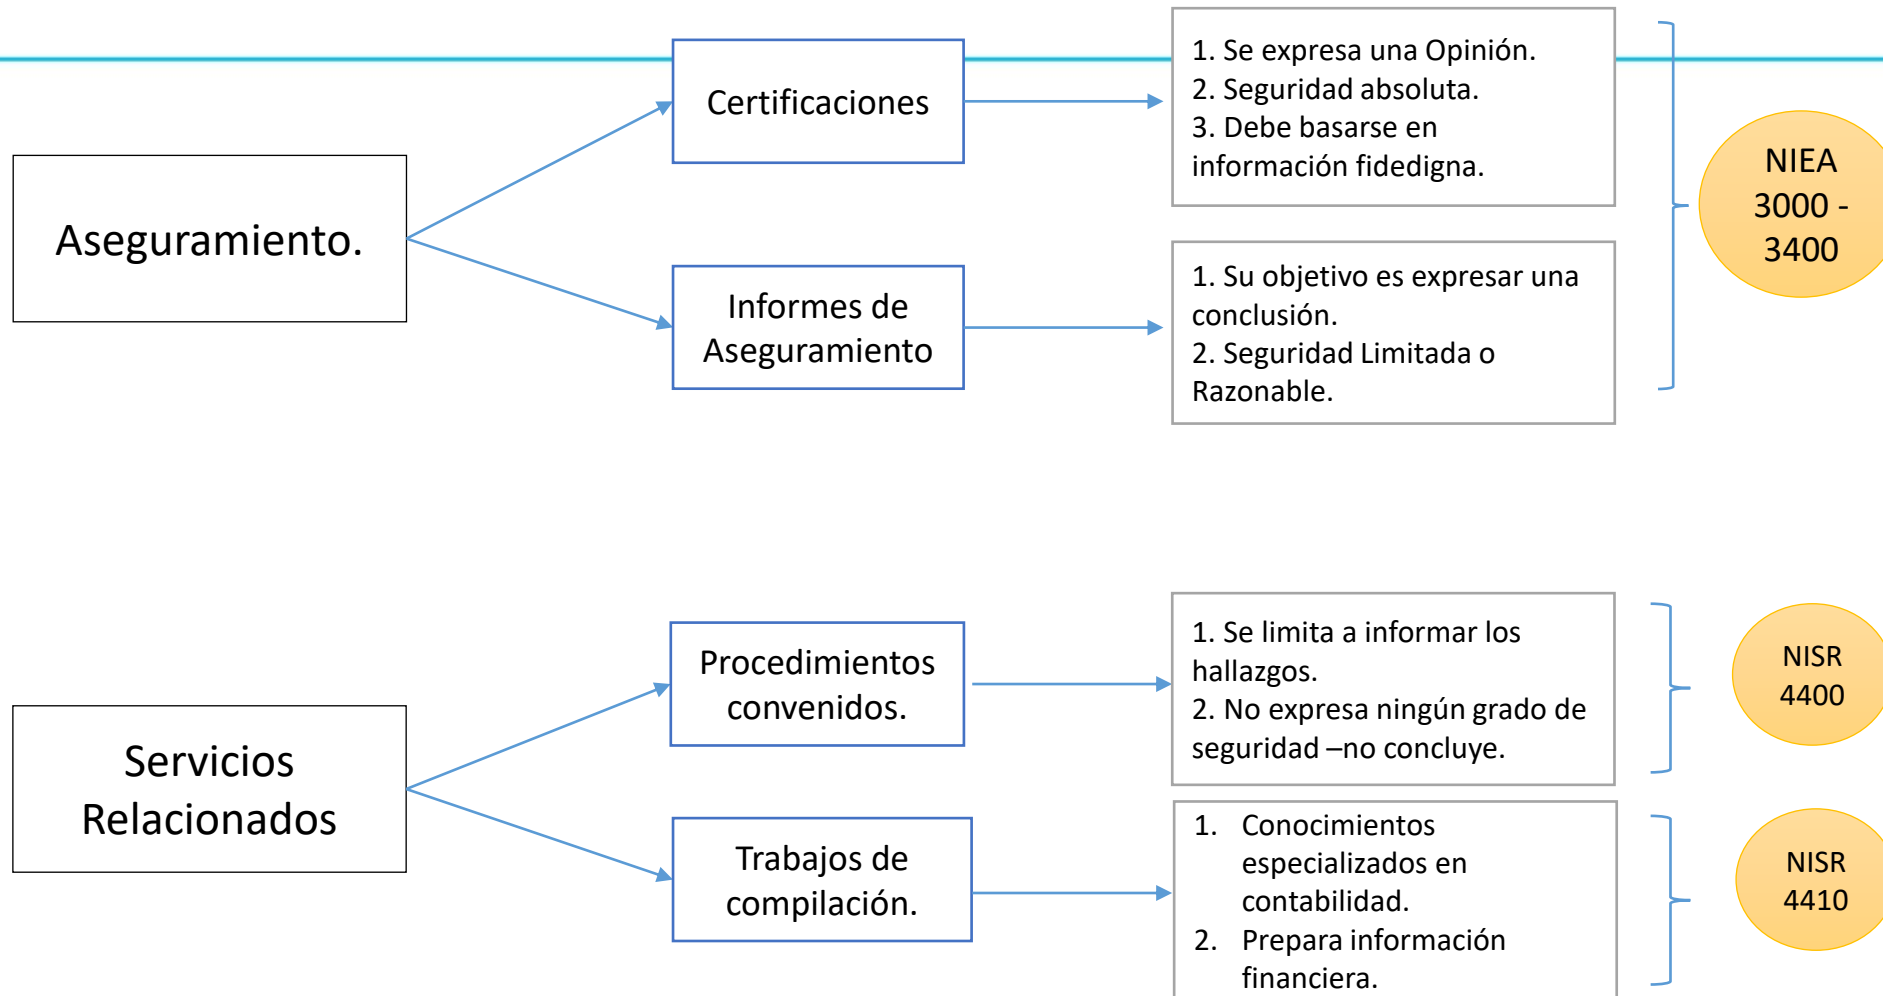 Aseguramiento.
Certificaciones
1. Se expresa una Opinión.
2. Seguridad absoluta.
3. Debe basarse en
información fidedigna.
Informes de
Aseguramiento
1. Su objetivo es expresar una
conclusión.
2. Seguridad Limitada o
Razonable.
NIEA
3000 -
3400
Servicios
Relacionados
Procedimientos
convenidos.
1. Se limita a informar los
hallazgos.
2. No expresa ningún grado de
seguridad –no concluye.
NISR
4400
Trabajos de
compilación.
1. Conocimientos
especializados en
contabilidad.
2. Prepara información
financiera.
NISR
4410